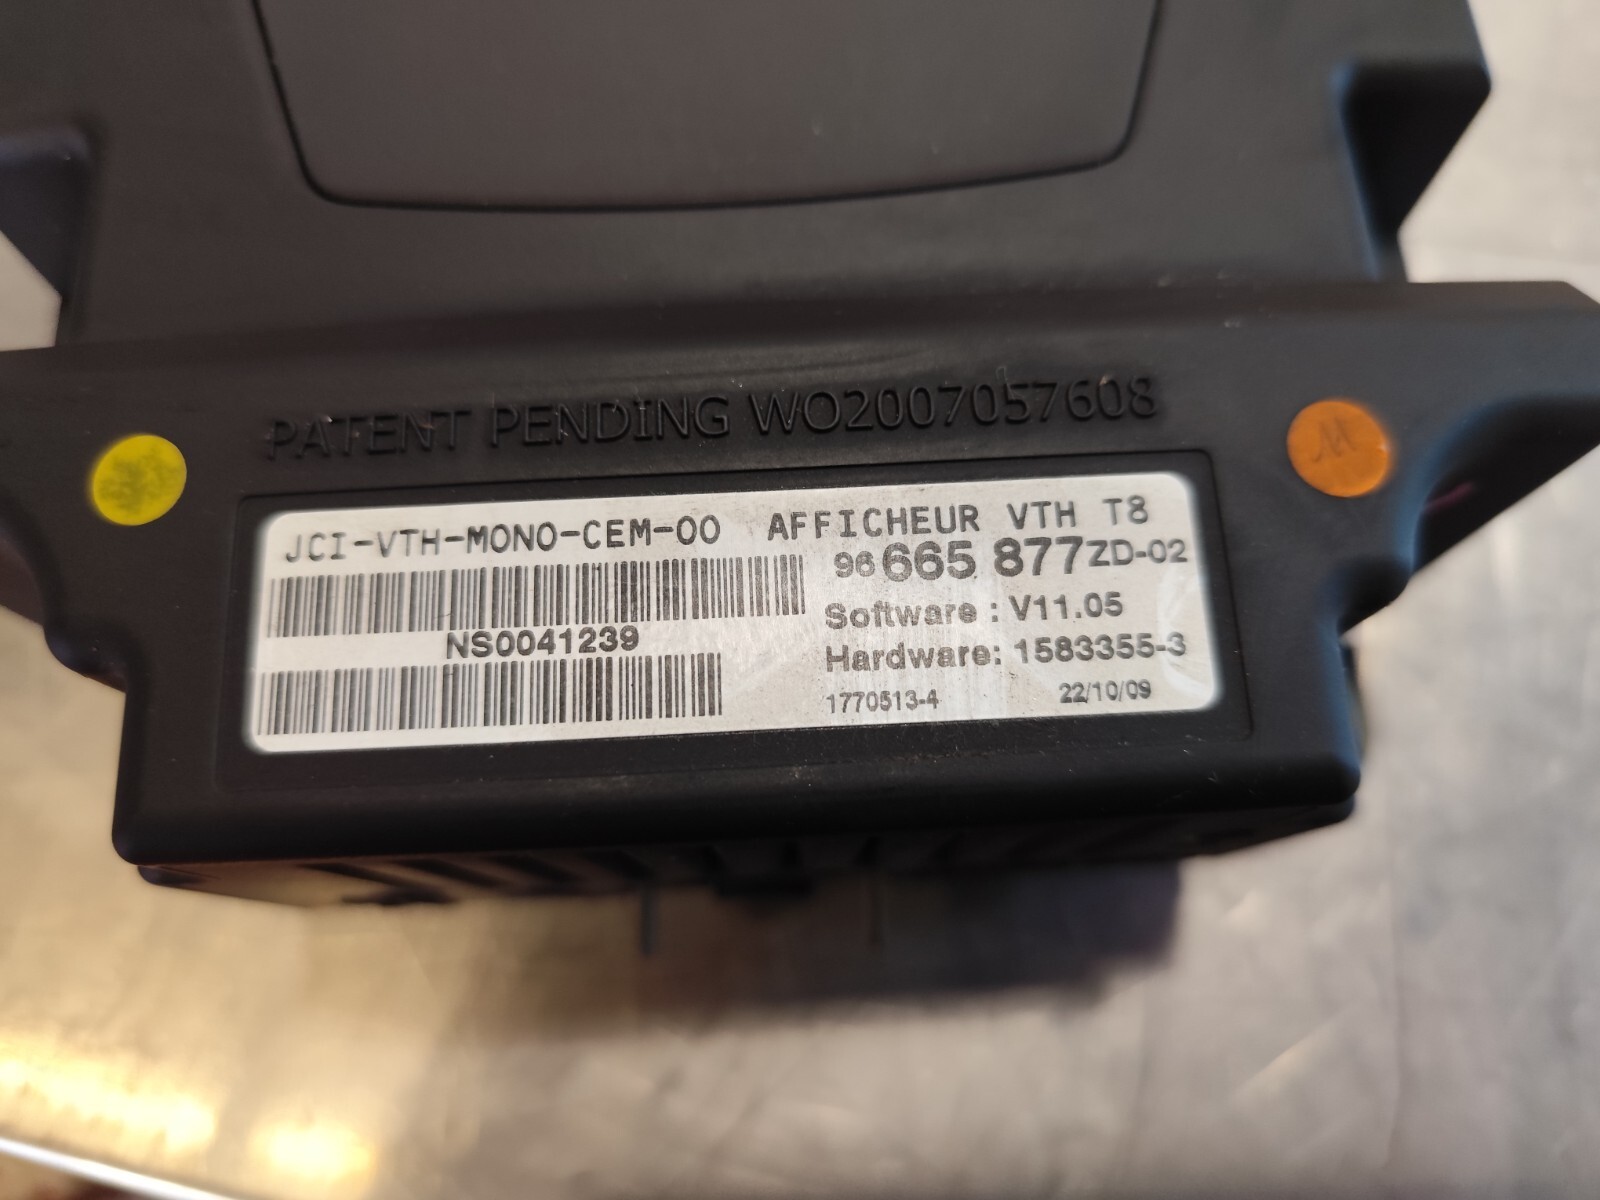 PATENT PENDING WO2007057608
JCI-VTH-MONO-CEM-00 AFFICHEUR VTH T8
96 665 877 ZD-02
Software : V11.05
NS0041239
Hardware: 1583355-3
1770513-4 22/10/09
M